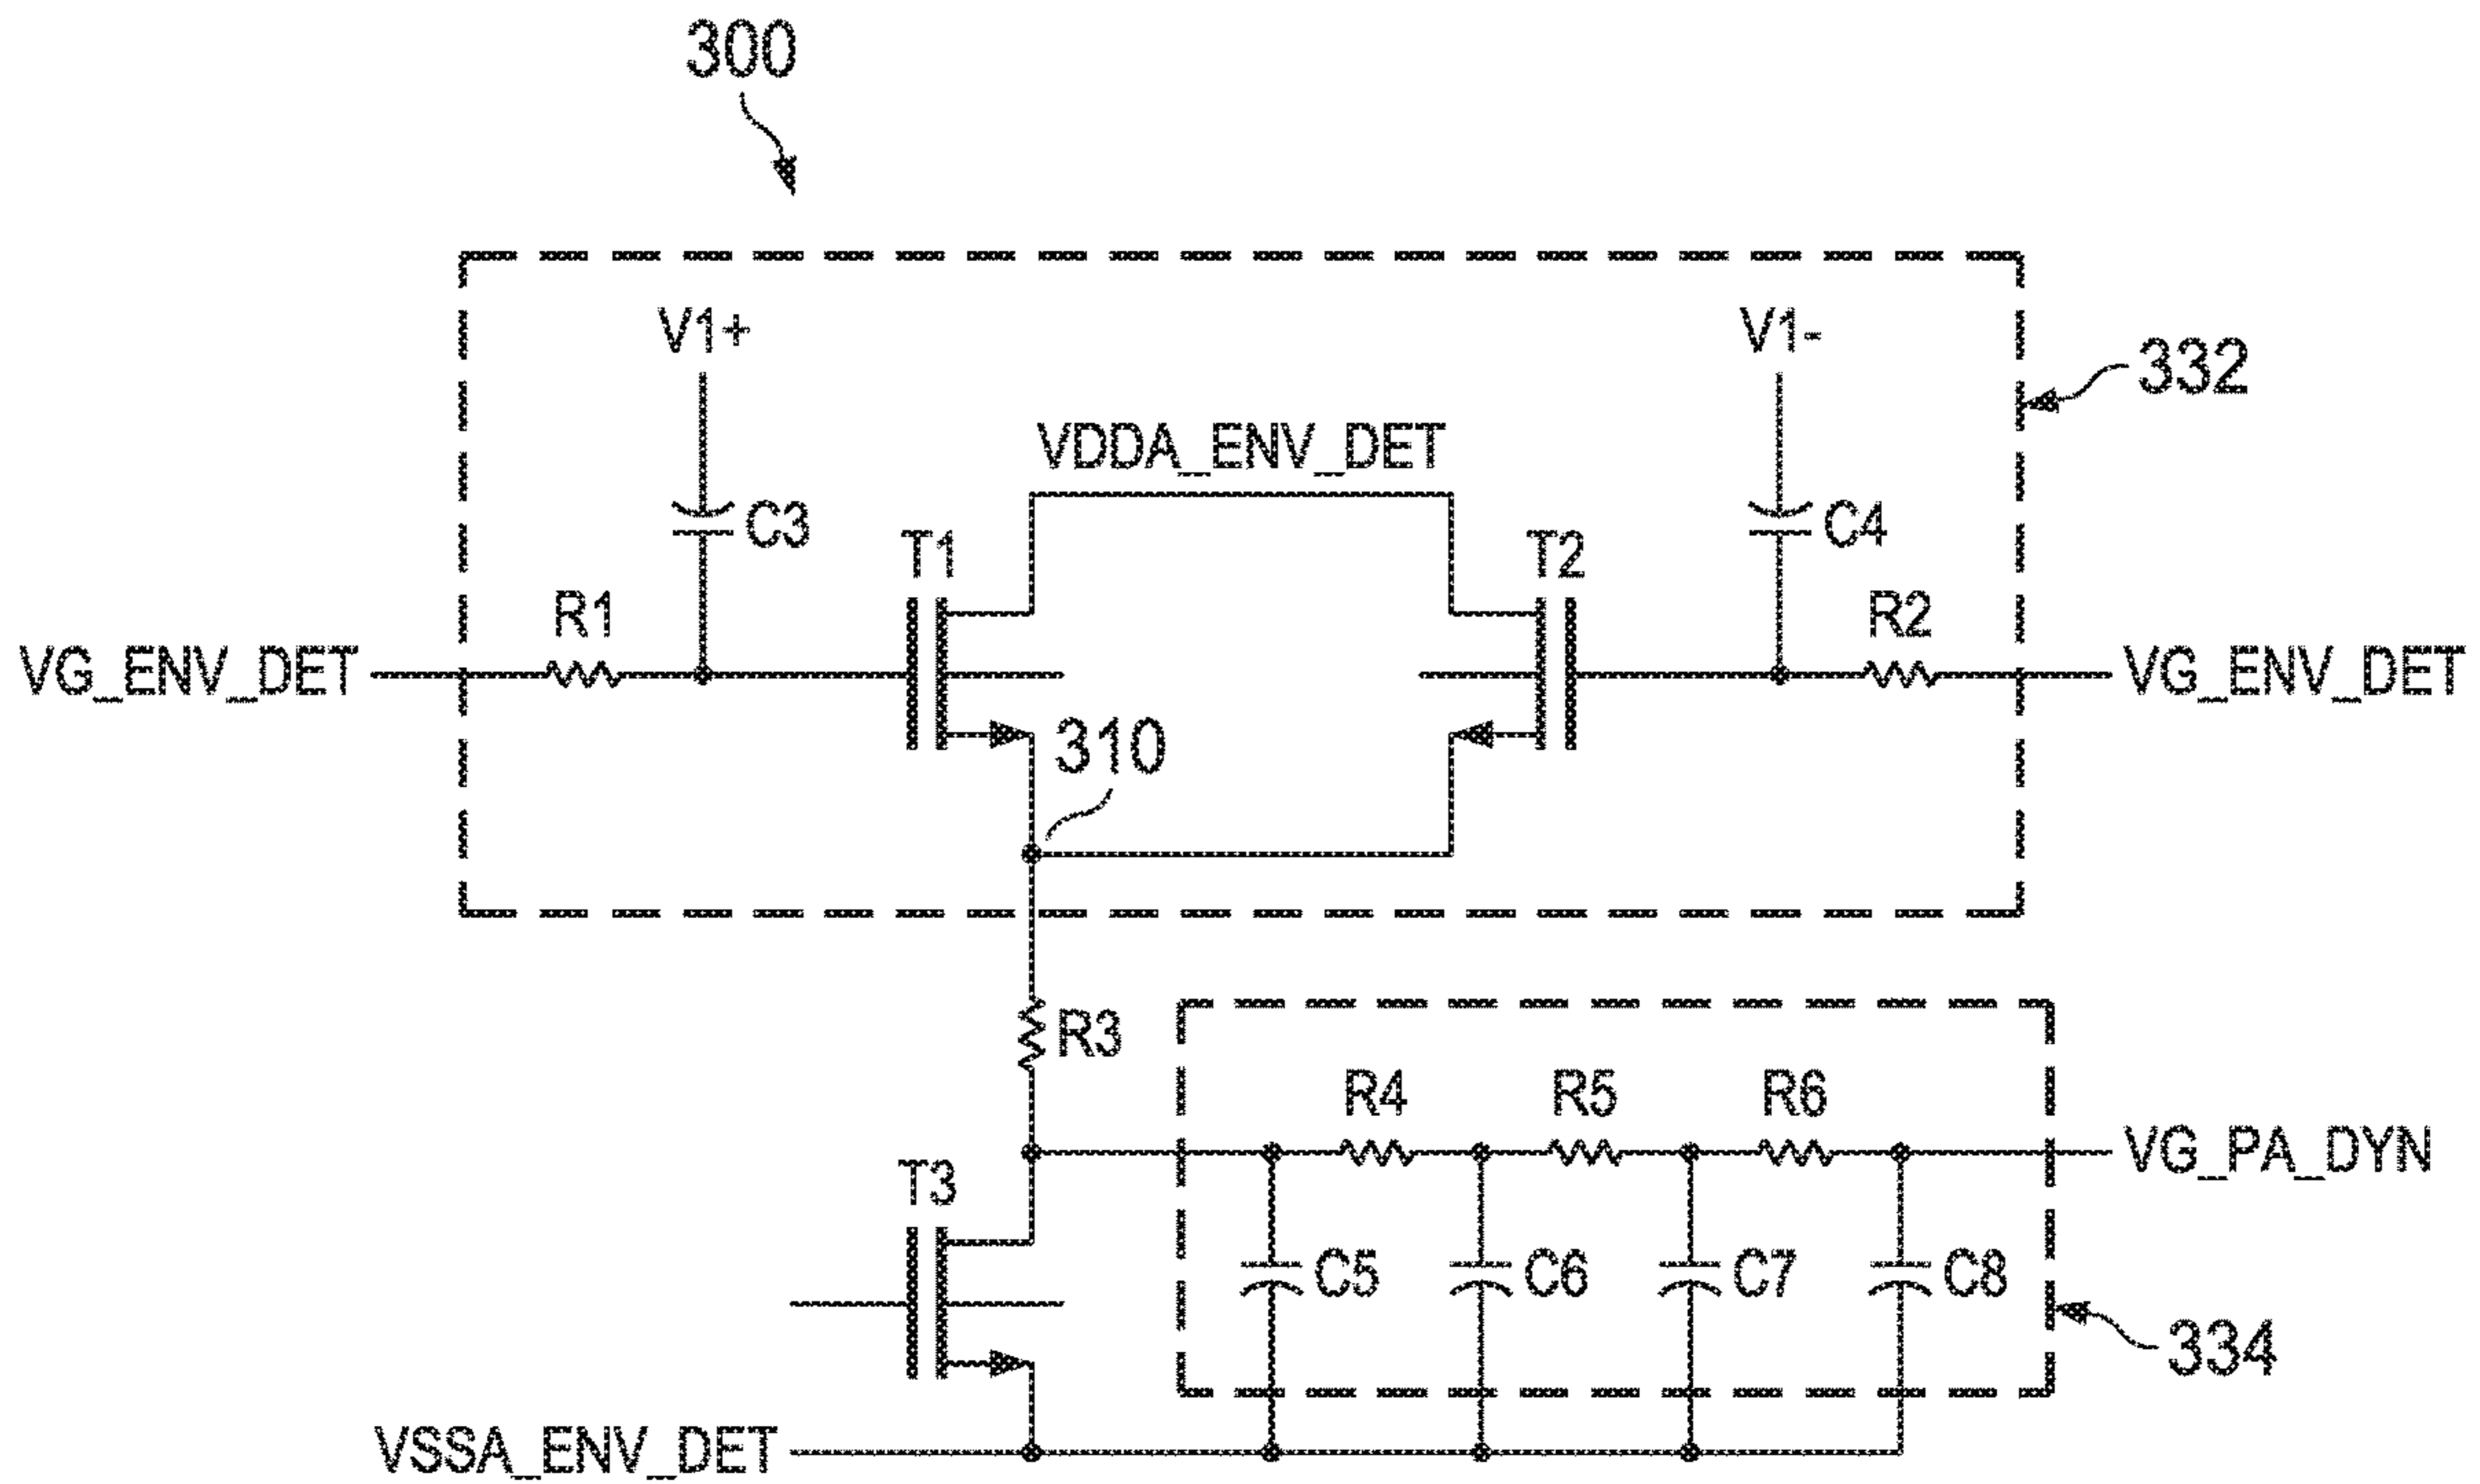 300
V1+
V1-
332
VDDA_ENV_DET
C3
C4
T1
T2
R1
R2
VG_ENV_DET
VG_ENV_DET
310
R3
R4
R5
R6
VG_PA_DYN
T3
C5
C6
C7
C8
334
VSSA_ENV_DET